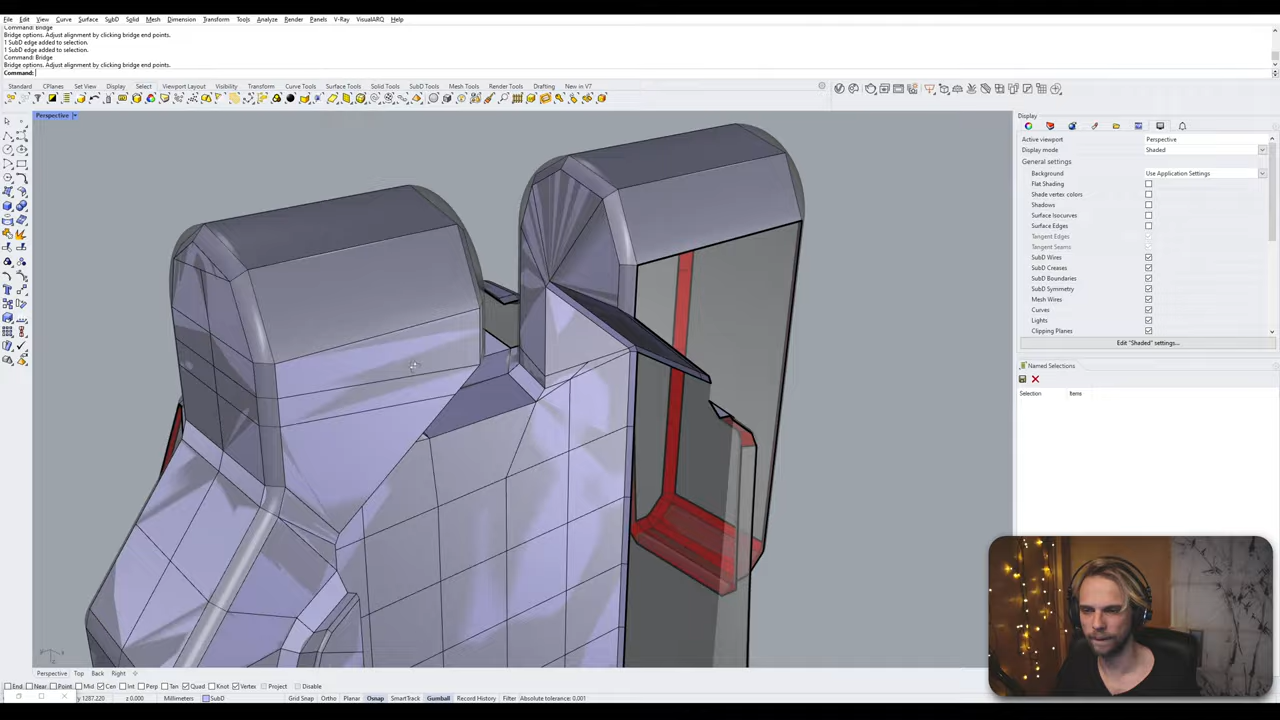 File Edit View Curve Surface SubD Solid Mesh Dimension Transform Tools Analyze Render Panels V-Ray VisualARQ Help
Command: Bridge
Bridge options. Adjust alignment by clicking bridge end points.
1 SubD edge added to selection.
1 SubD edge added to selection.
Command: Bridge
Bridge options. Adjust alignment by clicking bridge end points.
Command:
Standard CPlanes Set View Display Select Viewport Layout Visibility Transform Curve Tools Surface Tools Solid Tools SubD Tools Mesh Tools Render Tools Drafting New in V7
Perspective
Display
Active viewport Perspective
Display mode Shaded
General settings
Background Use Application Settings
Flat Shading
Shade vertex colors
Shadows
Surface Isocurves
Surface Edges
Tangent Edges
Tangent Seams
SubD Wires
SubD Creases
SubD Boundaries
SubD Symmetry
Mesh Wires
Curves
Lights
Clipping Planes
Edit "Shaded" settings...
Named Selections
Selection Items
Perspective Top Back Right
End Near Point Mid Cen Int Perp Tan Quad Knot Vertex Project Disable
y 1287.220 z 0.000 Millimeters SubD Grid Snap Ortho Planar Osnap SmartTrack Gumball Record History Filter Absolute tolerance: 0.001